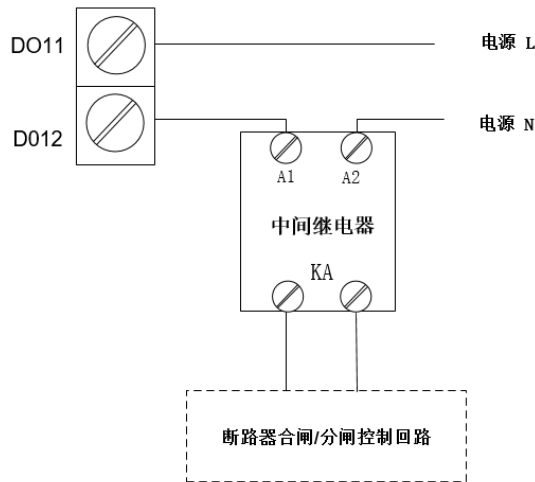 DO11
电源 L
D012
电源 N
A1
A2
中间继电器
KA
断路器合闸/分闸控制回路